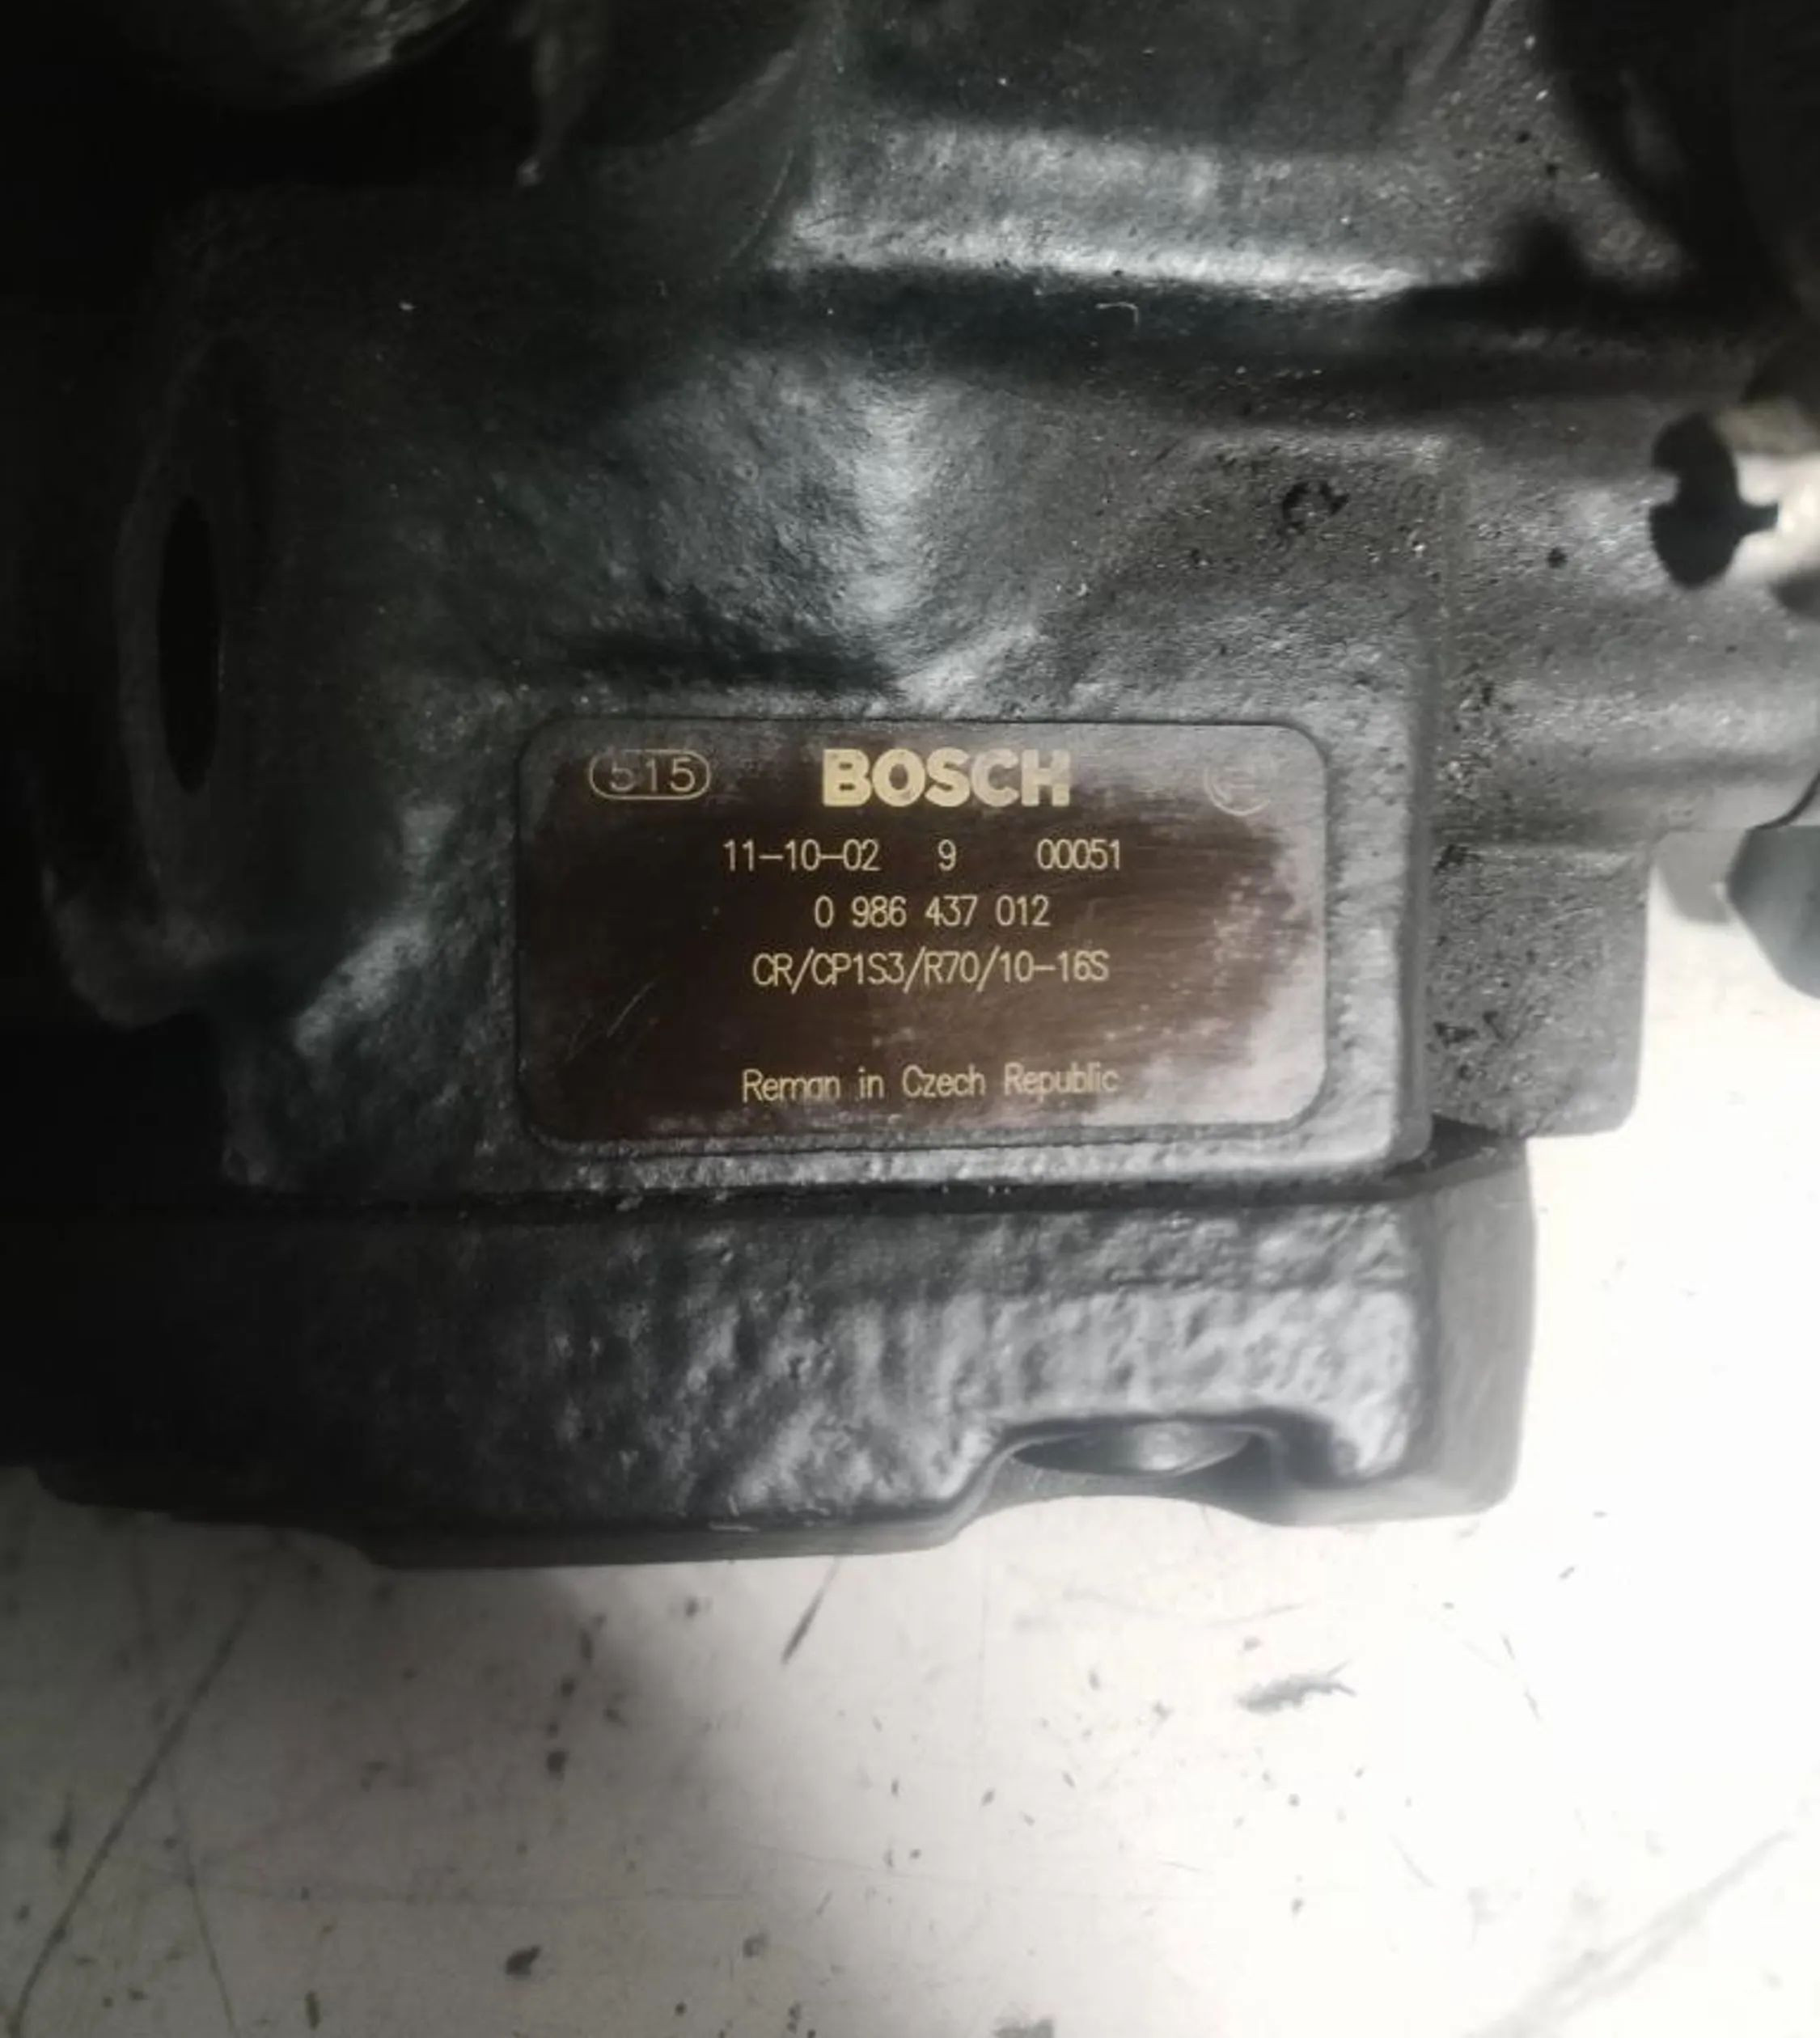 515 BOSCH
11-10-02 9 00051
0 986 437 012
CR/CP1S3/R70/10-16S
Reman in Czech Republic